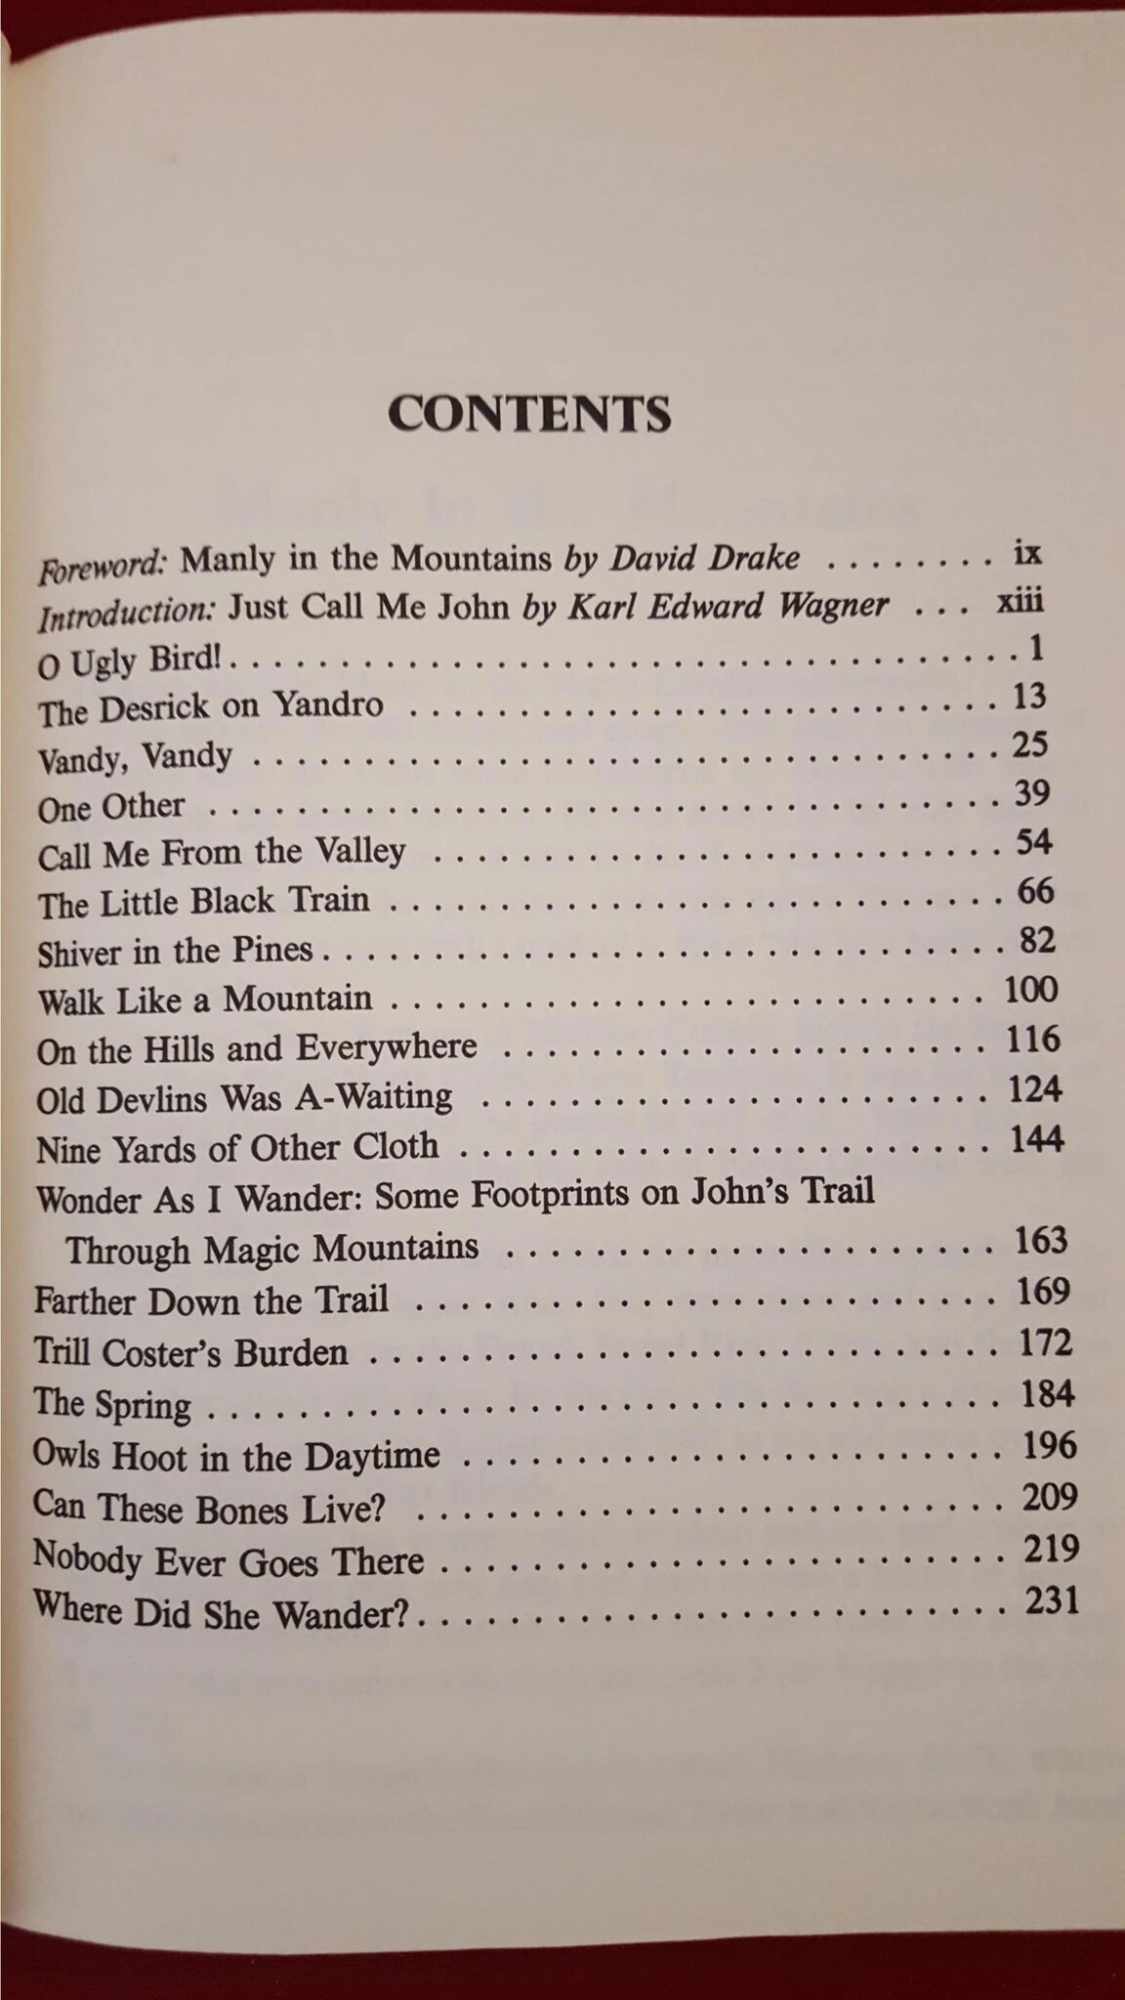 CONTENTS
Foreword: Manly in the Mountains by David Drake ........ ix
Introduction: Just Call Me John by Karl Edward Wagner ... xiii
O Ugly Bird! .................................. 1
The Desrick on Yandro .......................... 13
Vandy, Vandy ................................. 25
One Other ................................... 39
Call Me From the Valley ......................... 54
The Little Black Train ........................... 66
Shiver in the Pines .............................. 82
Walk Like a Mountain .......................... 100
On the Hills and Everywhere ...................... 116
Old Devlins Was A-Waiting ....................... 124
Nine Yards of Other Cloth ........................ 144
Wonder As I Wander: Some Footprints on John's Trail
Through Magic Mountains ...................... 163
Farther Down the Trail .......................... 169
Trill Coster's Burden ............................ 172
The Spring ................................... 184
Owls Hoot in the Daytime ........................ 196
Can These Bones Live? .......................... 209
Nobody Ever Goes There ......................... 219
Where Did She Wander? .......................... 231